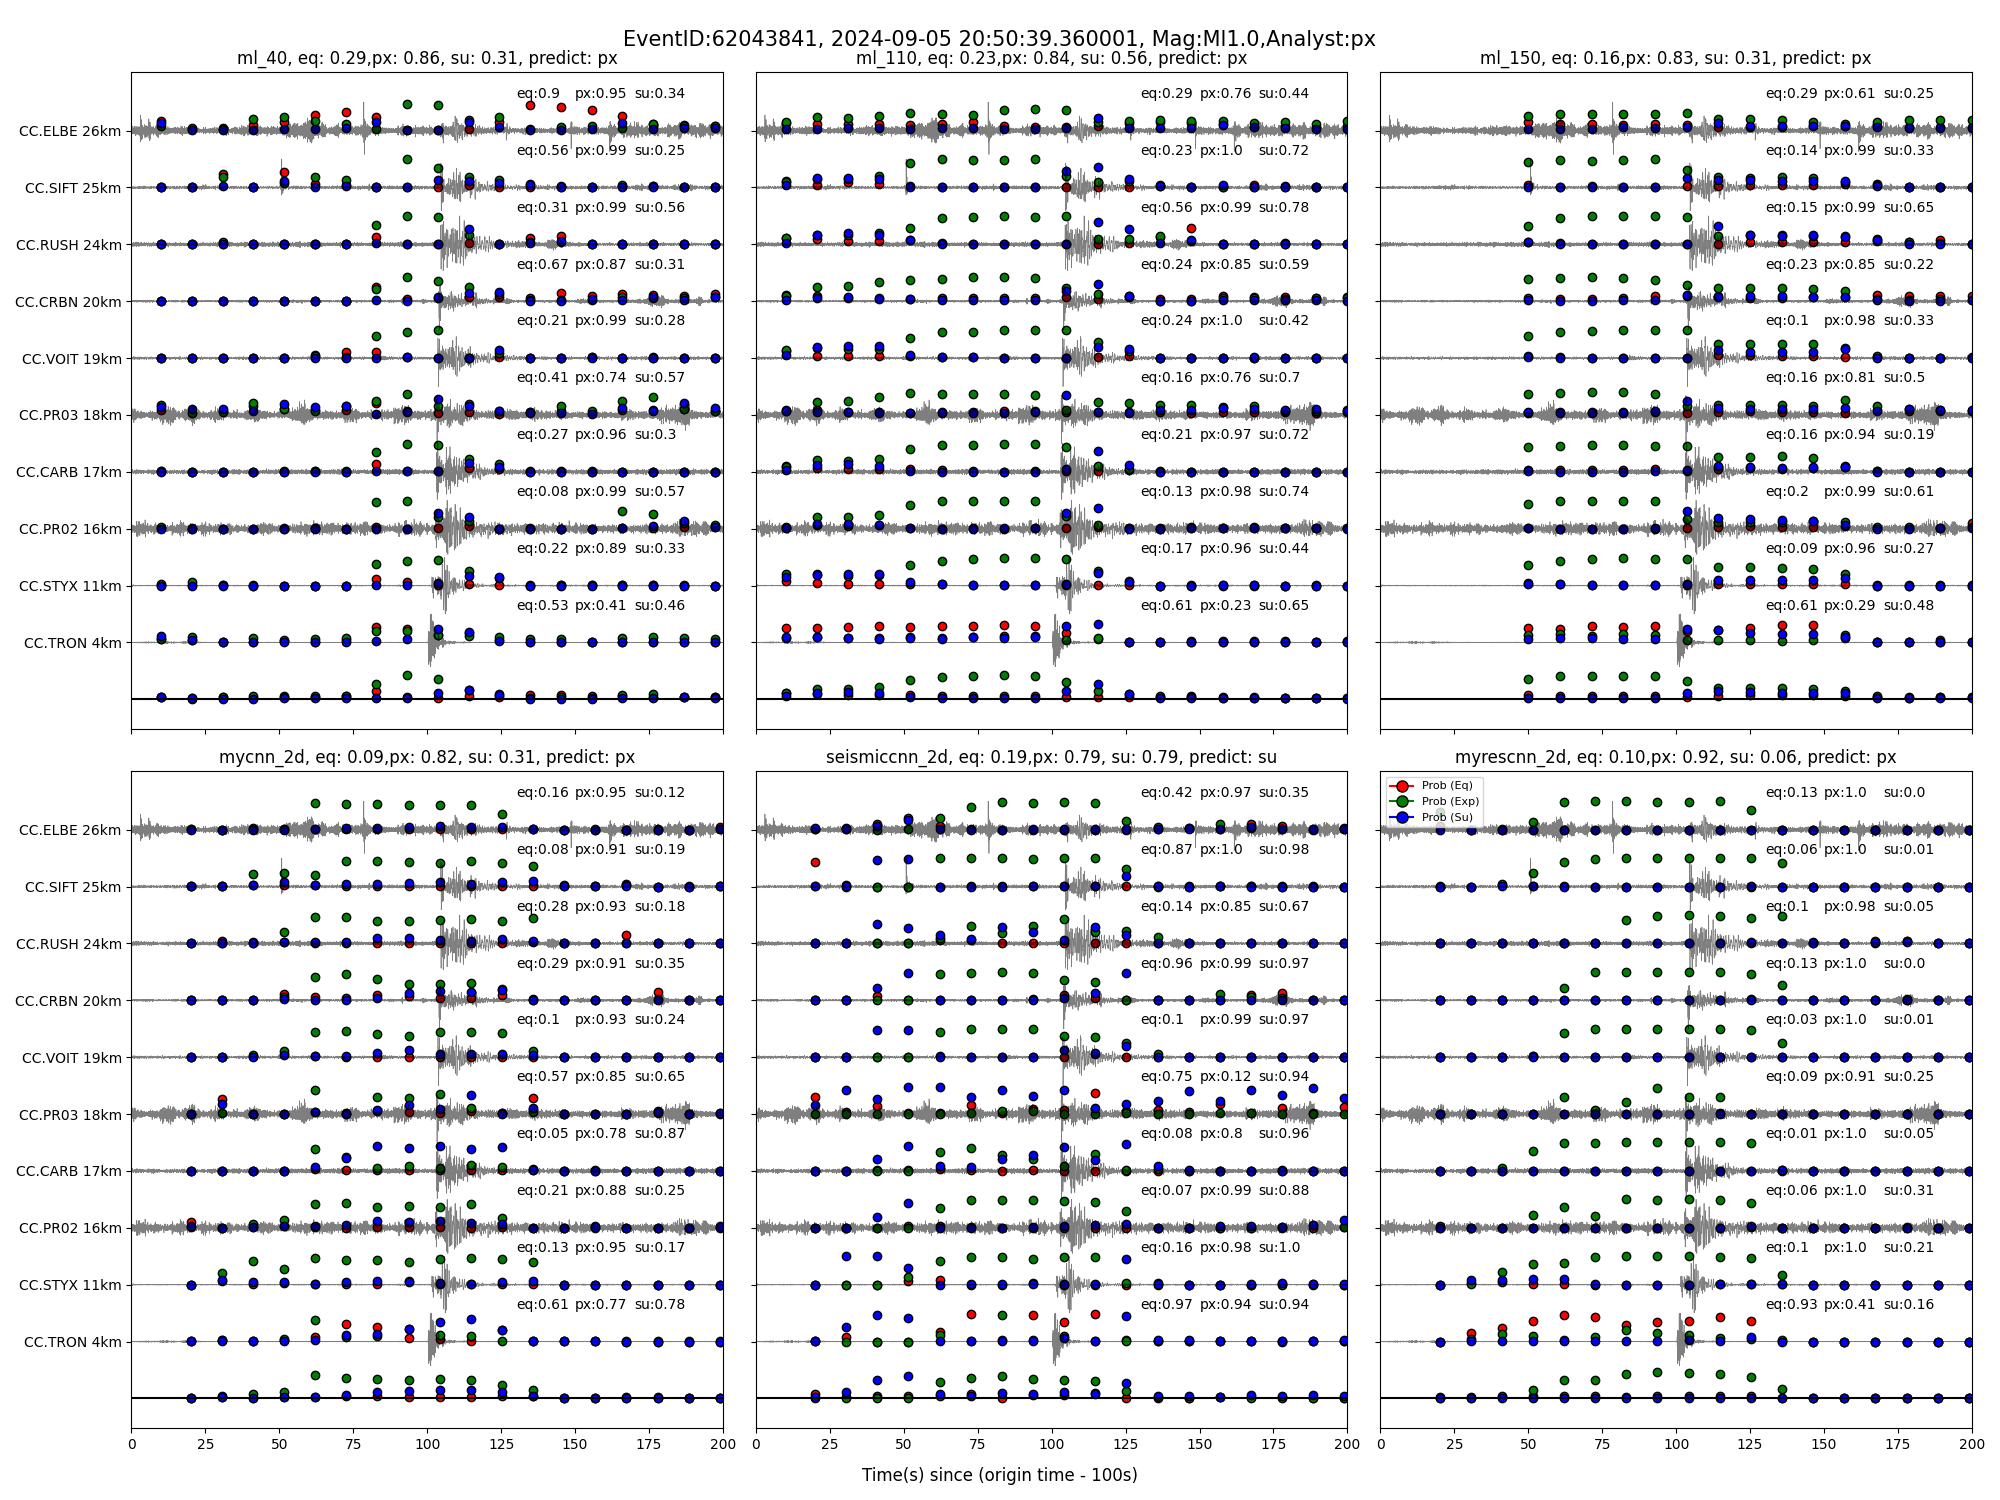 EventID:62043841, 2024-09-05 20:50:39.360001, Mag:Ml1.0,Analyst:px
ml_40, eq: 0.29,px: 0.86, su: 0.31, predict: px
CC.ELBE 26km
eq:0.9 px:0.95 su:0.34
CC.SIFT 25km
eq:0.56 px:0.99 su:0.25
CC.RUSH 24km
eq:0.31 px:0.99 su:0.56
CC.CRBN 20km
eq:0.67 px:0.87 su:0.31
CC.VOIT 19km
eq:0.21 px:0.99 su:0.28
CC.PR03 18km
eq:0.41 px:0.74 su:0.57
CC.CARB 17km
eq:0.27 px:0.96 su:0.3
CC.PR02 16km
eq:0.08 px:0.99 su:0.57
CC.STYX 11km
eq:0.22 px:0.89 su:0.33
CC.TRON 4km
eq:0.53 px:0.41 su:0.46
ml_110, eq: 0.23,px: 0.84, su: 0.56, predict: px
eq:0.29 px:0.76 su:0.44
eq:0.23 px:1.0 su:0.72
eq:0.56 px:0.99 su:0.78
eq:0.24 px:0.85 su:0.59
eq:0.24 px:1.0 su:0.42
eq:0.16 px:0.76 su:0.7
eq:0.21 px:0.97 su:0.72
eq:0.13 px:0.98 su:0.74
eq:0.17 px:0.96 su:0.44
eq:0.61 px:0.23 su:0.65
ml_150, eq: 0.16,px: 0.83, su: 0.31, predict: px
eq:0.29 px:0.61 su:0.25
eq:0.14 px:0.99 su:0.33
eq:0.15 px:0.99 su:0.65
eq:0.23 px:0.85 su:0.22
eq:0.1 px:0.98 su:0.33
eq:0.16 px:0.81 su:0.5
eq:0.16 px:0.94 su:0.19
eq:0.2 px:0.99 su:0.61
eq:0.09 px:0.96 su:0.27
eq:0.61 px:0.29 su:0.48
mycnn_2d, eq: 0.09,px: 0.82, su: 0.31, predict: px
CC.ELBE 26km
eq:0.16 px:0.95 su:0.12
CC.SIFT 25km
eq:0.08 px:0.91 su:0.19
CC.RUSH 24km
eq:0.28 px:0.93 su:0.18
CC.CRBN 20km
eq:0.29 px:0.91 su:0.35
CC.VOIT 19km
eq:0.1 px:0.93 su:0.24
CC.PR03 18km
eq:0.57 px:0.85 su:0.65
CC.CARB 17km
eq:0.05 px:0.78 su:0.87
CC.PR02 16km
eq:0.21 px:0.88 su:0.25
CC.STYX 11km
eq:0.13 px:0.95 su:0.17
CC.TRON 4km
eq:0.61 px:0.77 su:0.78
0 25 50 75 100 125 150 175 200
seismiccnn_2d, eq: 0.19,px: 0.79, su: 0.79, predict: su
eq:0.42 px:0.97 su:0.35
eq:0.87 px:1.0 su:0.98
eq:0.14 px:0.85 su:0.67
eq:0.96 px:0.99 su:0.97
eq:0.1 px:0.99 su:0.97
eq:0.75 px:0.12 su:0.94
eq:0.08 px:0.8 su:0.96
eq:0.07 px:0.99 su:0.88
eq:0.16 px:0.98 su:1.0
eq:0.97 px:0.94 su:0.94
0 25 50 75 100 125 150 175 200
myrescnn_2d, eq: 0.10,px: 0.92, su: 0.06, predict: px
Prob (Eq)
Prob (Exp)
Prob (Su)
eq:0.13 px:1.0 su:0.0
eq:0.06 px:1.0 su:0.01
eq:0.1 px:0.98 su:0.05
eq:0.13 px:1.0 su:0.0
eq:0.03 px:1.0 su:0.01
eq:0.09 px:0.91 su:0.25
eq:0.01 px:1.0 su:0.05
eq:0.06 px:1.0 su:0.31
eq:0.1 px:1.0 su:0.21
eq:0.93 px:0.41 su:0.16
0 25 50 75 100 125 150 175 200
Time(s) since (origin time - 100s)